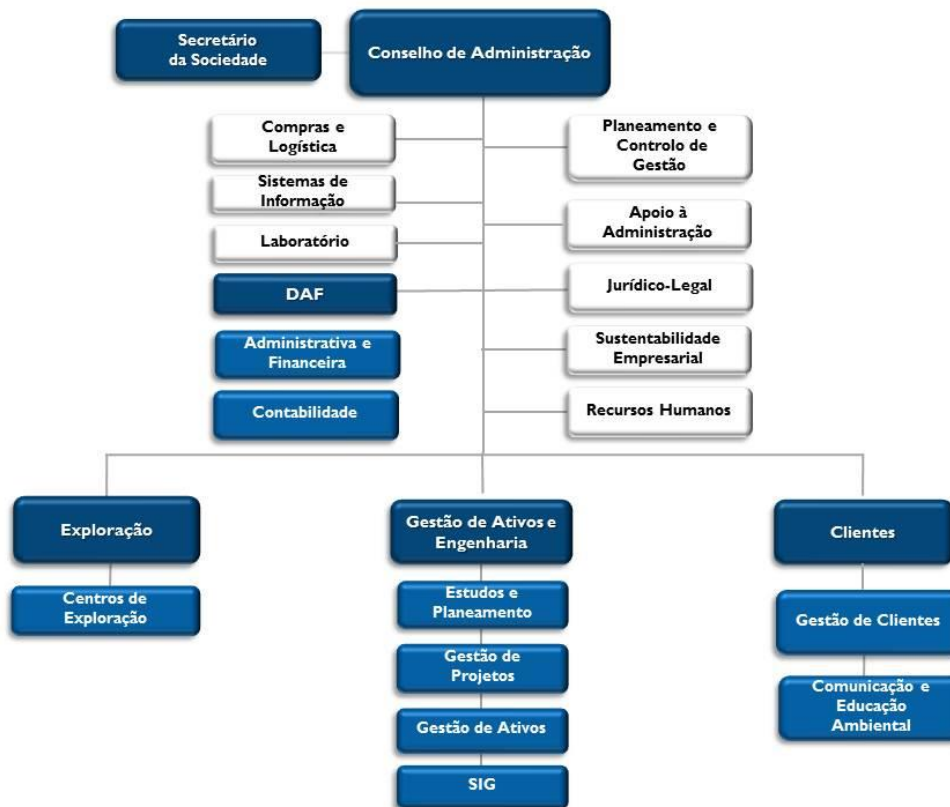 Secretário
da Sociedade
Conselho de Administração
Compras e
Logística
Planeamento e
Controlo de
Gestão
Sistemas de
Informação
Apoio à
Administração
Laboratório
DAF
Jurídico-Legal
Administrativa e
Financeira
Sustentabilidade
Empresarial
Contabilidade
Recursos Humanos
Exploração
Gestão de Ativos e
Engenharia
Clientes
Centros de
Exploração
Estudos e
Planeamento
Gestão de Clientes
Gestão de
Projetos
Comunicação e
Educação
Ambiental
Gestão de Ativos
SIG